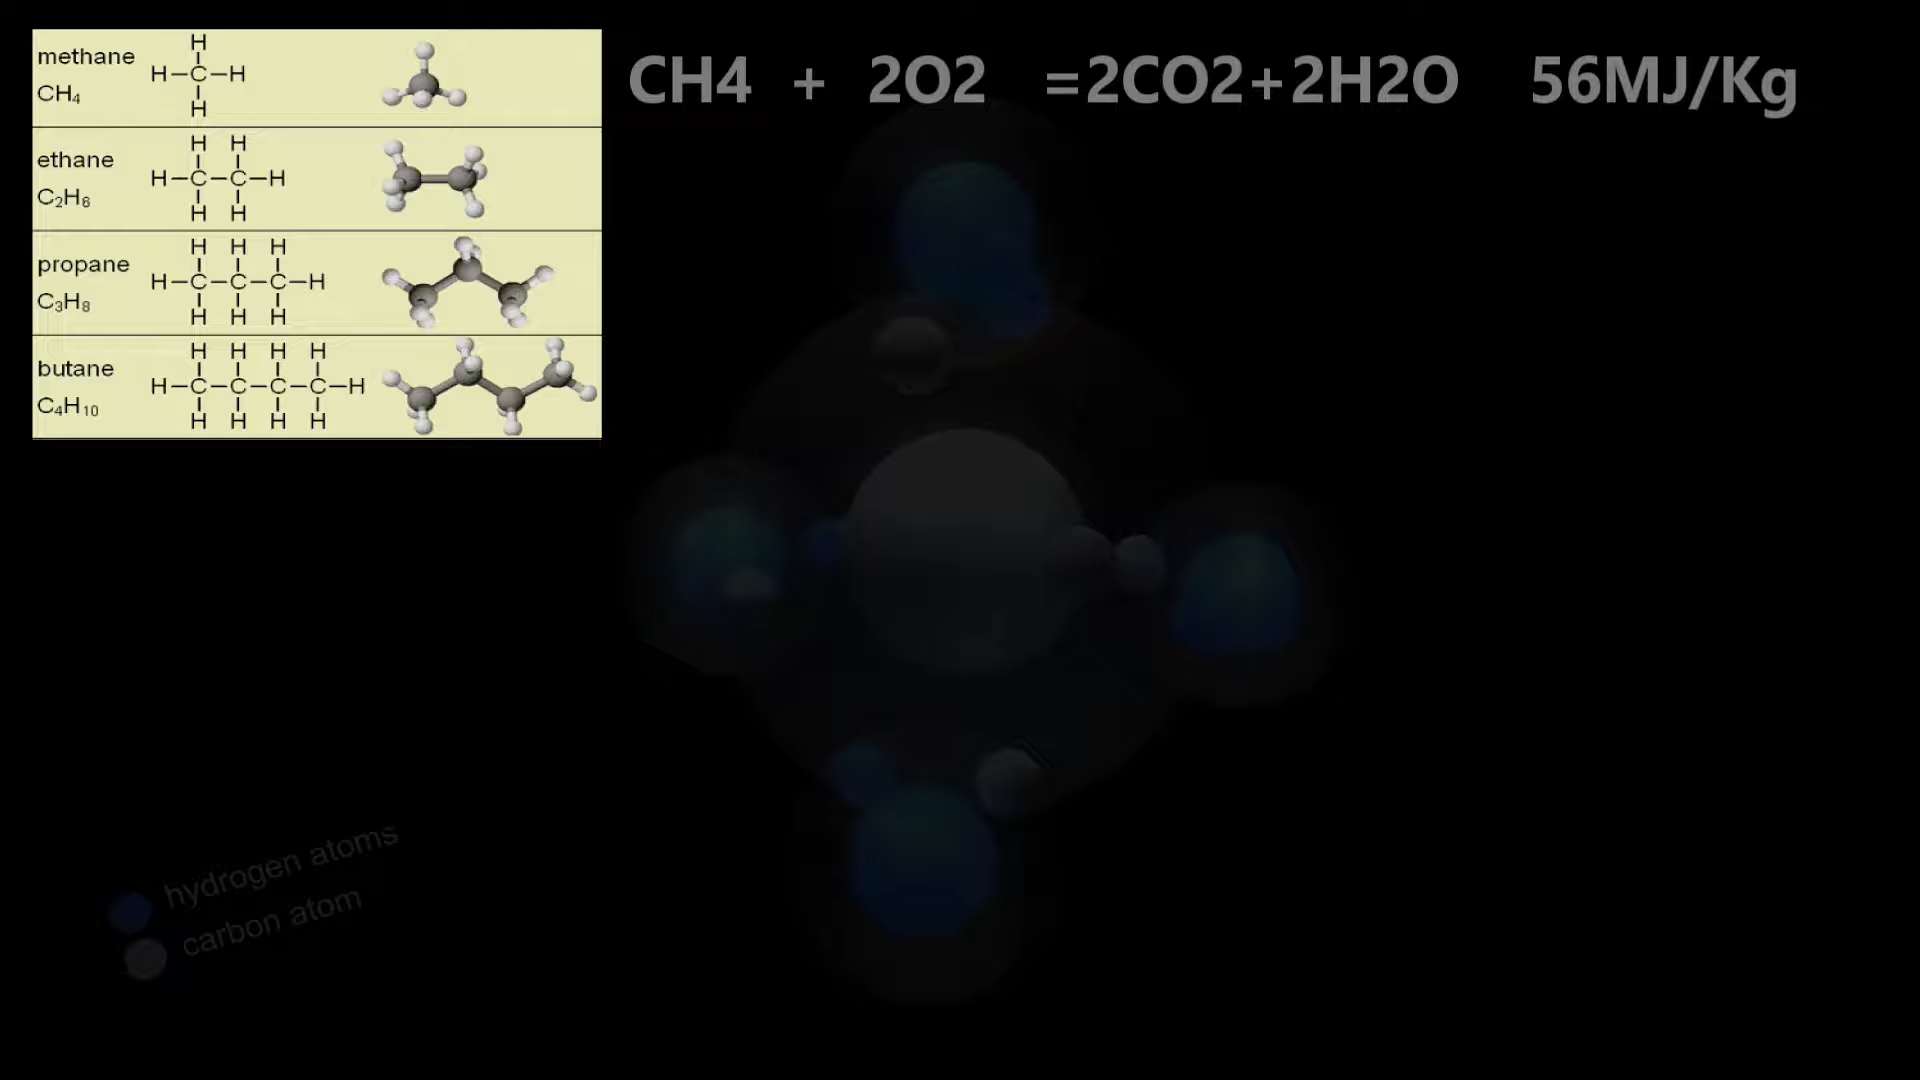 methane
CH₄
H
H–C–H
H
ethane
C₂H₆
H H
H–C–C–H
H H
propane
C₃H₈
H H H
H–C–C–C–H
H H H
butane
C₄H₁₀
H H H H
H–C–C–C–C–H
H H H H
CH4 + 2O2 =2CO2+2H2O 56MJ/Kg
hydrogen atoms
carbon atom